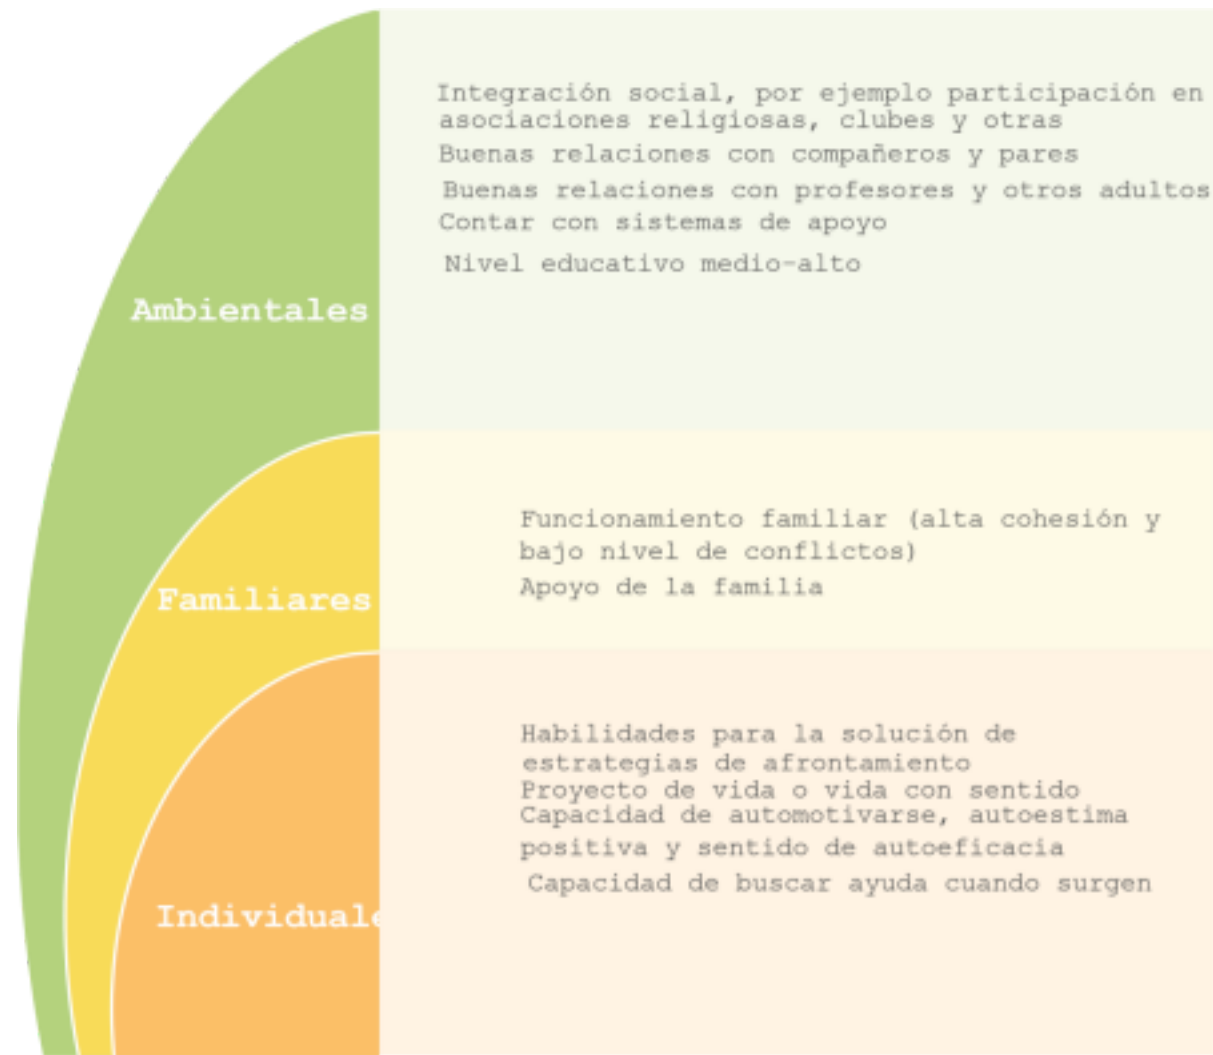 Integración social, por ejemplo participación en
asociaciones religiosas, clubes y otras
Buenas relaciones con compañeros y pares
Buenas relaciones con profesores y otros adultos
Contar con sistemas de apoyo
Nivel educativo medio-alto
Ambientales
Funcionamiento familiar (alta cohesión y
bajo nivel de conflictos)
Apoyo de la familia
Familiares
Habilidades para la solución de
estrategias de afrontamiento
Proyecto de vida o vida con sentido
Capacidad de automotivarse, autoestima
positiva y sentido de autoeficacia
Capacidad de buscar ayuda cuando surgen
Individuale